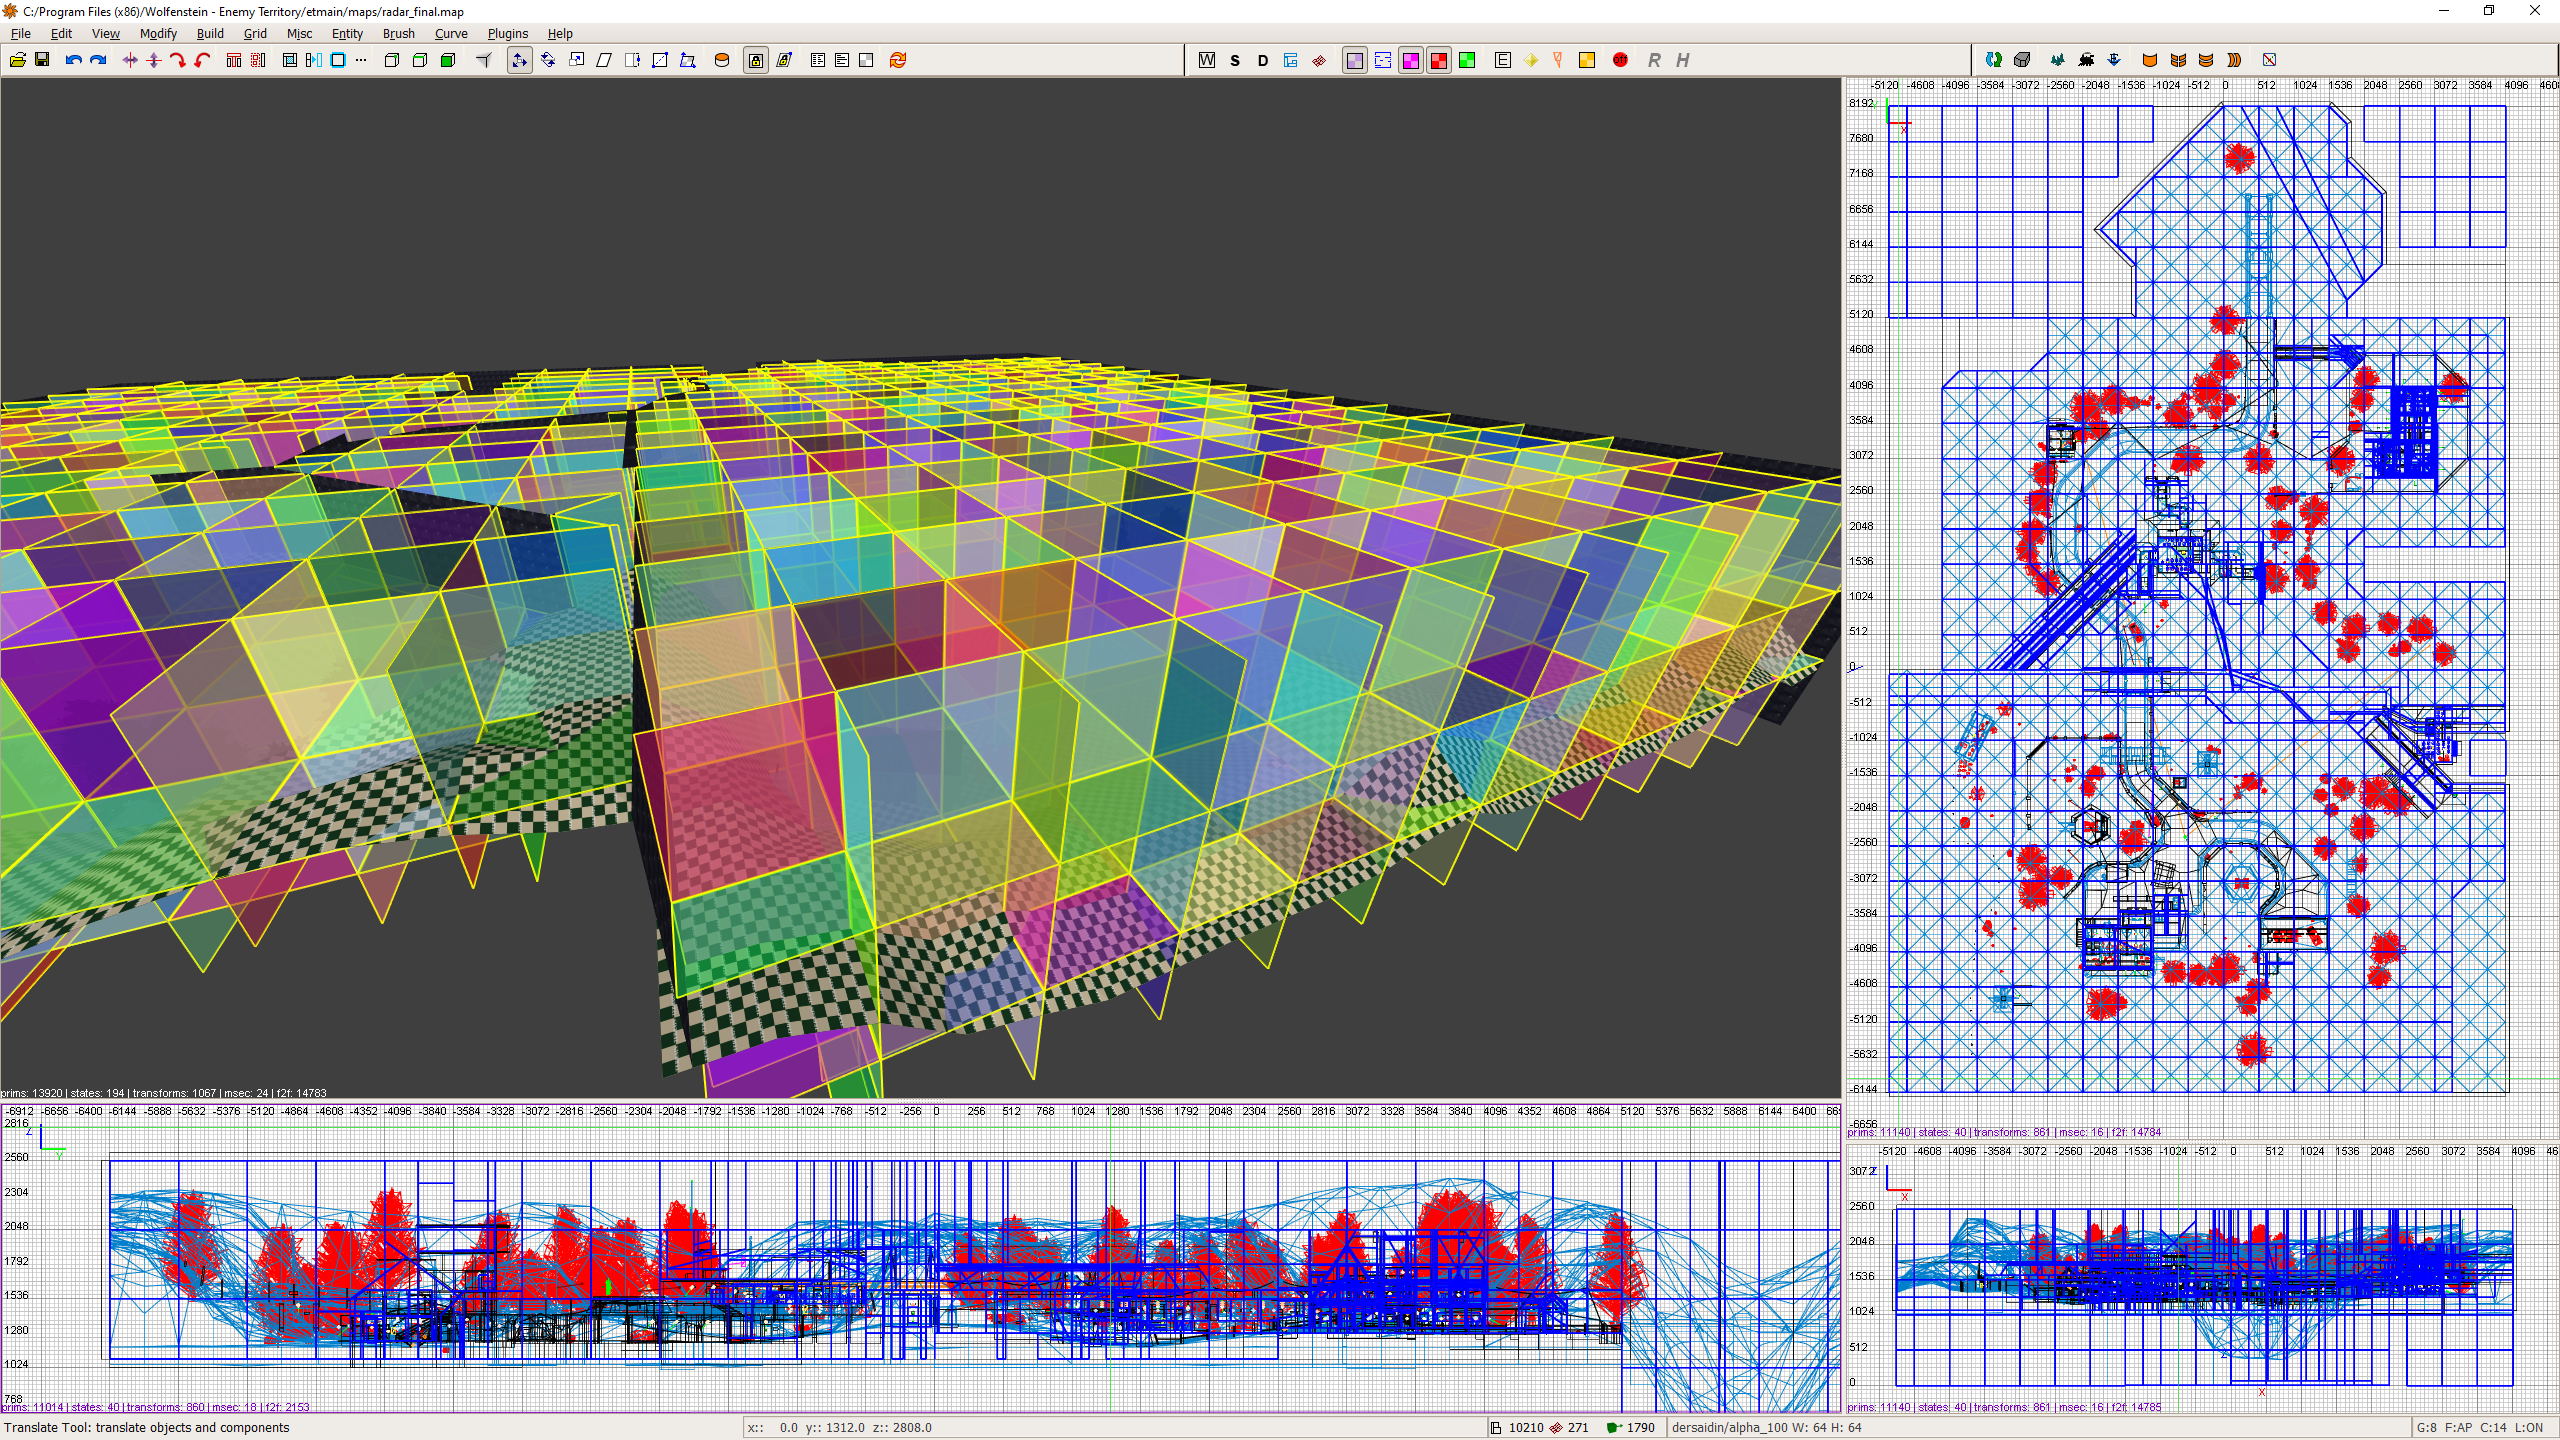 C:/Program Files (x86)/Wolfenstein - Enemy Territory/etmain/maps/radar_final.map
File Edit View Modify Build Grid Misc Entity Brush Curve Plugins Help
W S D E R H
prims: 13920 | states: 194 | transforms: 1067 | msec: 24 | f2f: 14783
-5120 -4608 -4096 -3584 -3072 -2560 -2048 -1536 -1024 -512 0 512 1024 1536 2048 2560 3072 3584 4096
8192
7680
7168
6656
6144
5632
5120
4608
4096
3584
3072
2560
2048
1536
1024
512
0
-512
-1024
-1536
-2048
-2560
-3072
-3584
-4096
-4608
-5120
-5632
-6144
-6656
X
prims: 11140 | states: 40 | transforms: 861 | msec: 16 | f2f: 14784
-6912 -6656 -6400 -6144 -5888 -5632 -5376 -5120 -4864 -4608 -4352 -4096 -3840 -3584 -3328 -3072 -2816 -2560 -2304 -2048 -1792 -1536 -1280 -1024 -768 -512 -256 0 256 512 768 1024 1280 1536 1792 2048 2304 2560 2816 3072 3328 3584 3840 4096 4352 4608 4864 5120 5376 5632 5888 6144 6400
2816
Z
Y
2560
2304
2048
1792
1536
1280
1024
768
prims: 11014 | states: 40 | transforms: 860 | msec: 18 | f2f: 2153
-5120 -4608 -4096 -3584 -3072 -2560 -2048 -1536 -1024 -512 0 512 1024 1536 2048 2560 3072 3584 4096 46
3072
X
2560
2048
1536
1024
512
0
Z
X
prims: 11140 | states: 40 | transforms: 861 | msec: 16 | f2f: 14785
Translate Tool: translate objects and components
x:: 0.0 y:: 1312.0 z:: 2808.0
10210 271 1790
dersaidin/alpha_100 W: 64 H: 64
G:8 F:AP C:14 L:ON